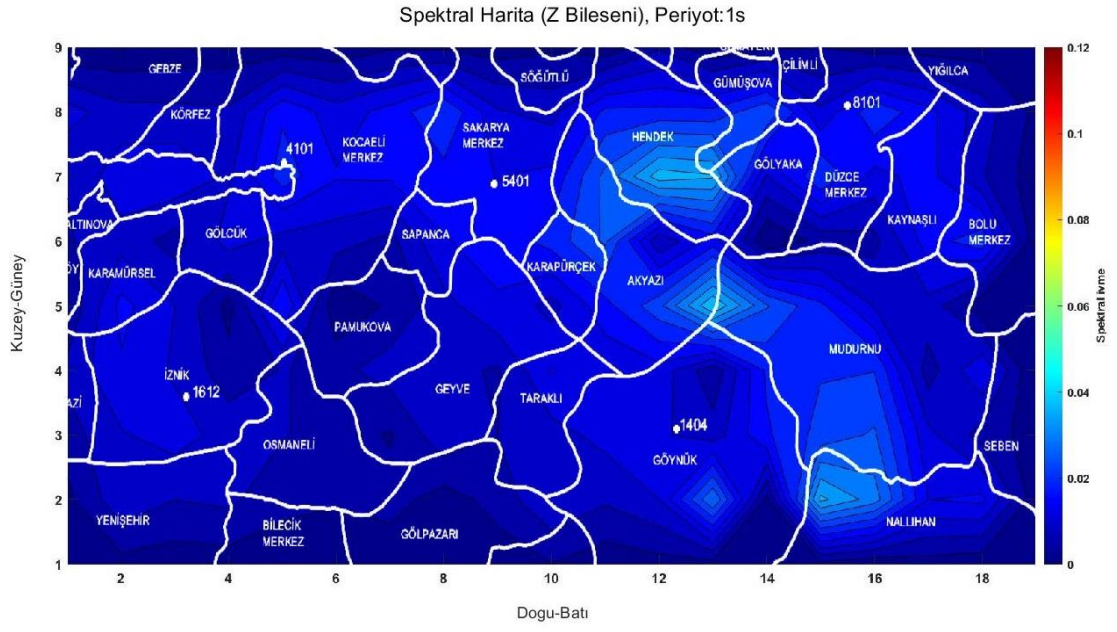 Spektral Harita (Z Bileseni), Periyot:1s
9
8
7
6
5
4
3
2
1
Kuzey-Güney
GEBZE
KÖRFEZ
4101
KOCAELİ
MERKEZ
SÖĞÜTLÜ
SAKARYA
MERKEZ
5401
HENDEK
GÜMÜŞOVA
ÇİLİMLİ
8101
YIĞILCA
GÖLYAKA
DÜZCE
MERKEZ
KAYNAŞLI
BOLU
MERKEZ
ALTINOVA
GÖLCÜK
SAPANCA
KARAPÜRÇEK
AKYAZI
KARAMÜRSEL
PAMUKOVA
MUDURNU
İZNİK
1612
GEYVE
TARAKLI
1404
GÖYNÜK
OSMANELİ
SEBEN
YENİŞEHİR
BİLECİK
MERKEZ
GÖLPAZARI
NALLIHAN
2 4 6 8 10 12 14 16 18
Dogu-Batı
0.12
0.1
0.08
0.06
0.04
0.02
0
Spektral ivme